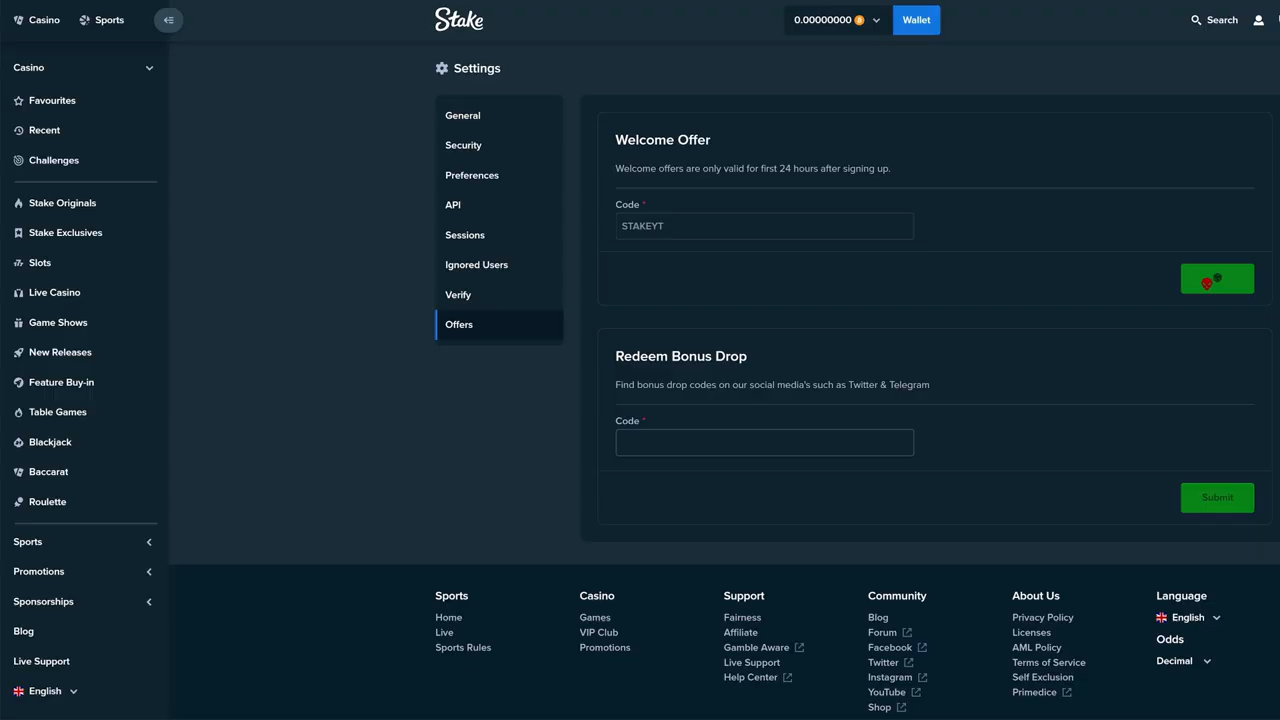 Casino
Sports
Stake
0.00000000
Wallet
Search
Casino
Favourites
Recent
Challenges
Stake Originals
Stake Exclusives
Slots
Live Casino
Game Shows
New Releases
Feature Buy-in
Table Games
Blackjack
Baccarat
Roulette
Sports
Promotions
Sponsorships
Blog
Live Support
English
Settings
General
Security
Preferences
API
Sessions
Ignored Users
Verify
Offers
Welcome Offer
Welcome offers are only valid for first 24 hours after signing up.
Code *
STAKEYT
Redeem Bonus Drop
Find bonus drop codes on our social media's such as Twitter & Telegram
Code *
Submit
Sports
Home
Live
Sports Rules
Casino
Games
VIP Club
Promotions
Support
Fairness
Affiliate
Gamble Aware
Live Support
Help Center
Community
Blog
Forum
Facebook
Twitter
Instagram
YouTube
Shop
About Us
Privacy Policy
Licenses
AML Policy
Terms of Service
Self Exclusion
Primedice
Language
English
Odds
Decimal